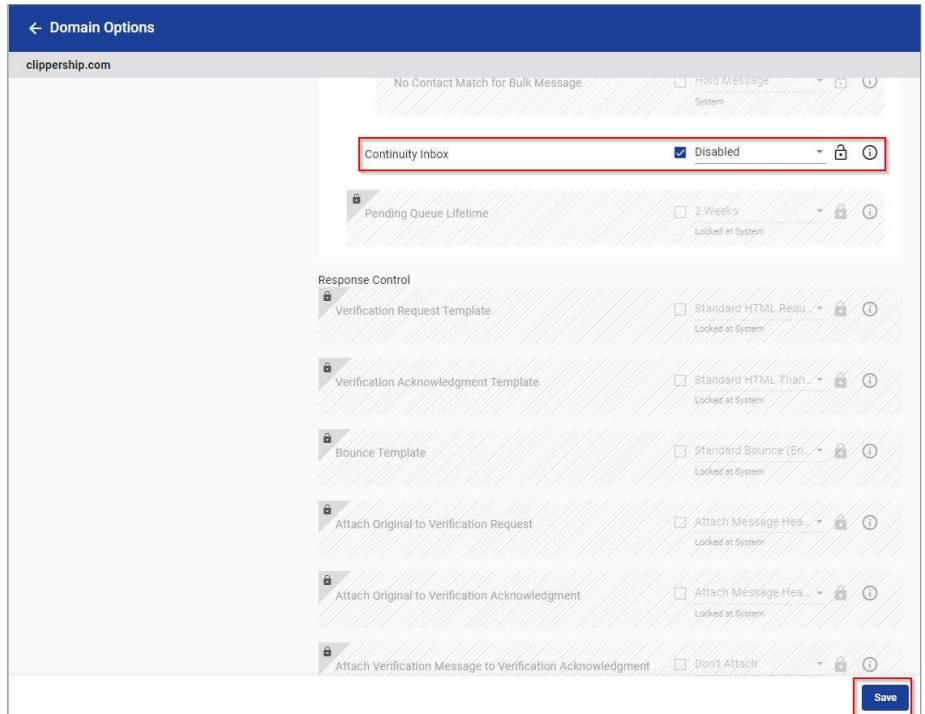 Domain Options
clippership.com
No Contact Match for Bulk Message Hold Message
System
Continuity Inbox Disabled
Pending Queue Lifetime 2 Weeks
Locked at System
Response Control
Verification Request Template Standard HTML Requ...
Locked at System
Verification Acknowledgment Template Standard HTML Than...
Locked at System
Bounce Template Standard Bounce (En...
Locked at System
Attach Original to Verification Request Attach Message Hea...
Locked at System
Attach Original to Verification Acknowledgment Attach Message Hea...
Locked at System
Attach Verification Message to Verification Acknowledgment Don't Attach
Save